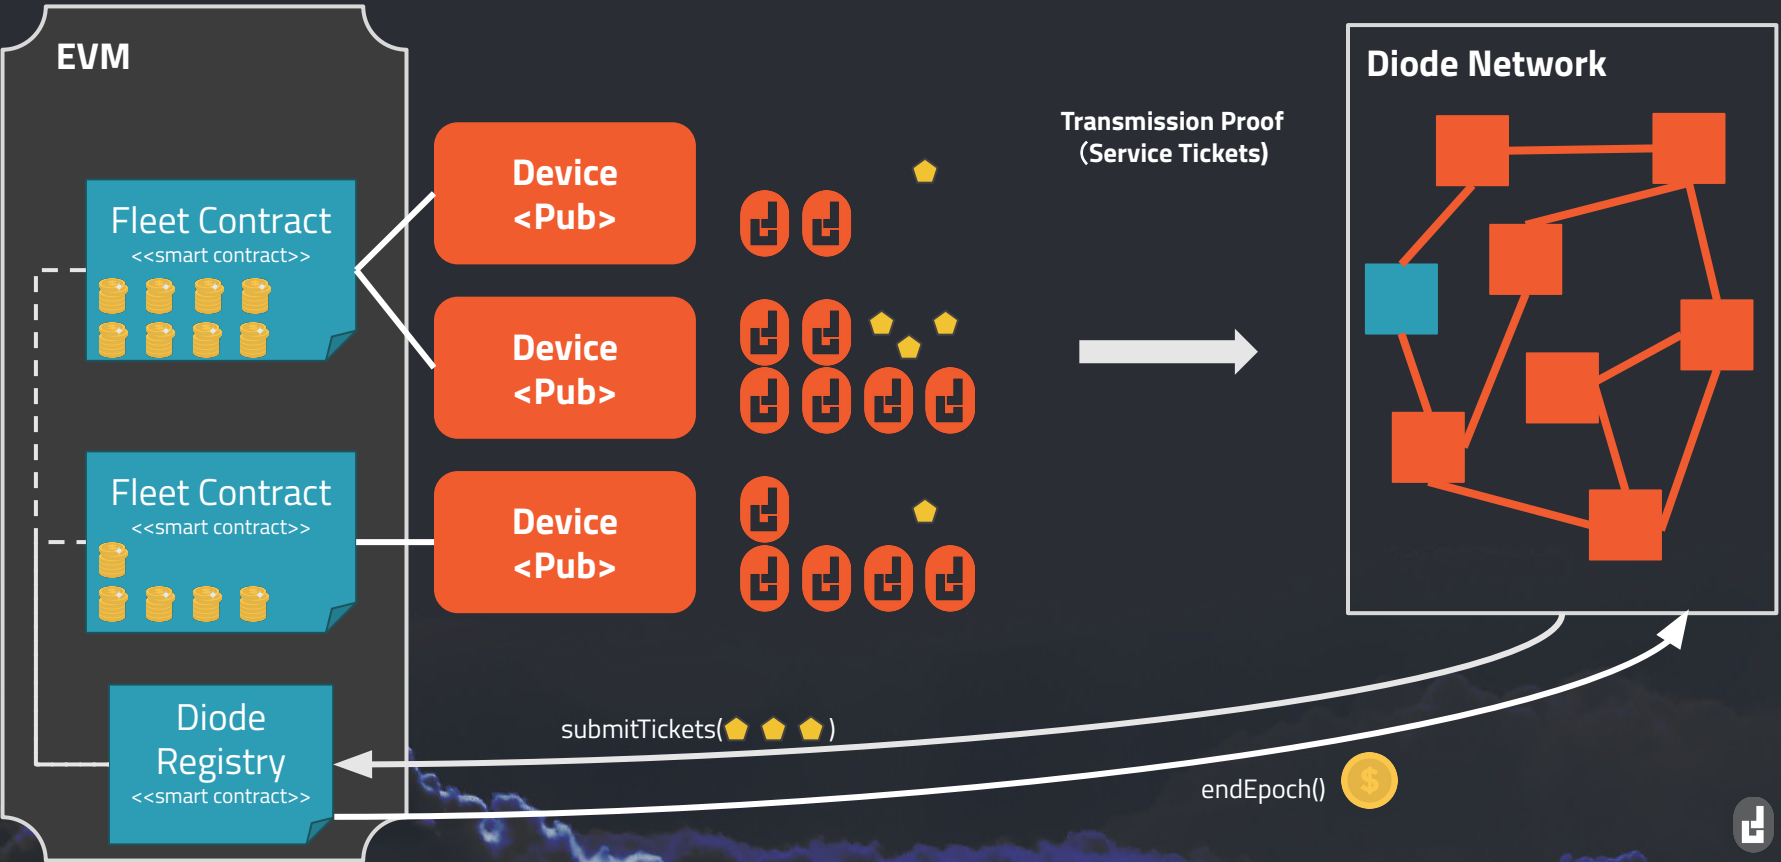 EVM
Fleet Contract
<<smart contract>>
Fleet Contract
<<smart contract>>
Diode
Registry
<<smart contract>>
Device
<Pub>
Device
<Pub>
Device
<Pub>
Transmission Proof
(Service Tickets)
Diode Network
submitTickets( )
endEpoch()
$